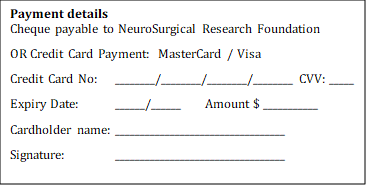 Payment details
Cheque payable to NeuroSurgical Research Foundation
OR Credit Card Payment: MasterCard / Visa
Credit Card No: _______/_______/_______/_______ CVV: ____
Expiry Date: _____/_____ Amount $ _________
Cardholder name: ______________________________
Signature: ______________________________